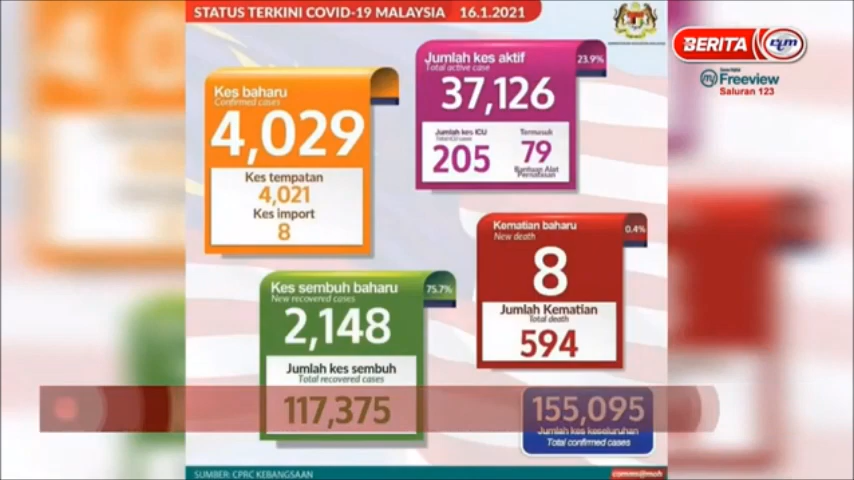 STATUS TERKINI COVID-19 MALAYSIA 16.1.2021
BERITA
Freeview
Saluran 123
Kes baharu
Confirmed cases
4,029
Kes tempatan
4,021
Kes import
8
Jumlah kes aktif
Total active case
23.9%
37,126
Jumlah kes ICU
205
Termasuk
79
Bantuan Alat
Pernafasan
Kematian baharu
New death
0.4%
8
Jumlah Kematian
Total death
594
Kes sembuh baharu
New recovered cases
75.7%
2,148
Jumlah kes sembuh
Total recovered cases
117,375
155,095
Jumlah kes keseluruhan
Total confirmed cases
SUMBER: CPRC KEBANGSAAN